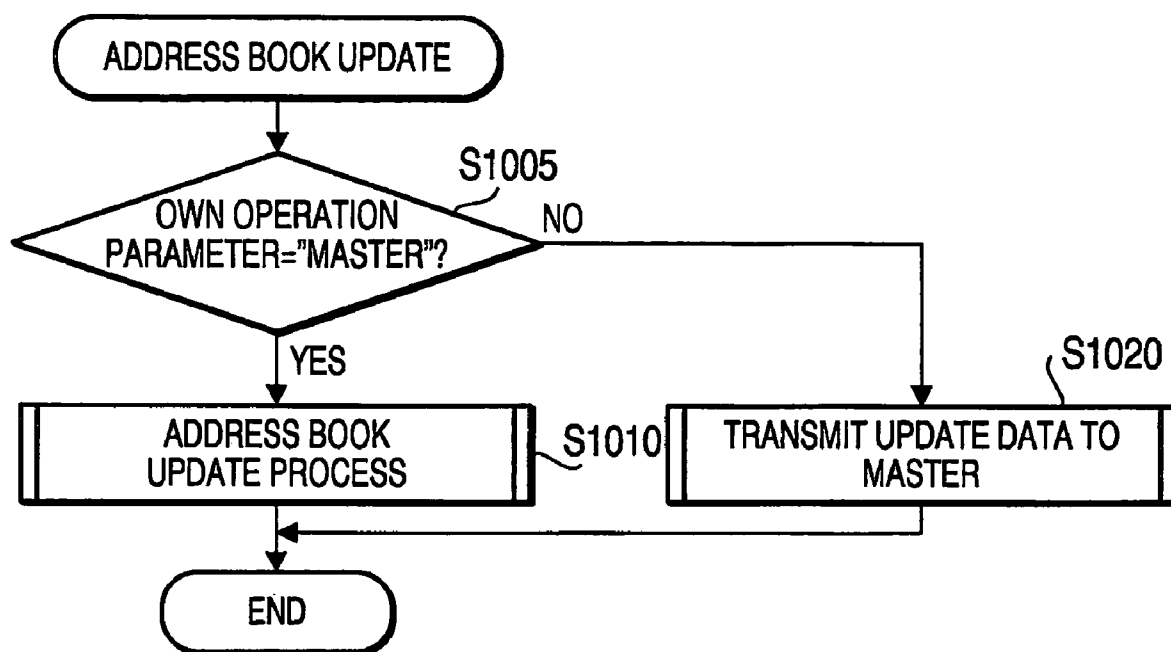 ADDRESS BOOK UPDATE
S1005
OWN OPERATION
PARAMETER="MASTER"?
NO
YES
S1020
ADDRESS BOOK
UPDATE PROCESS
S1010
TRANSMIT UPDATE DATA TO
MASTER
END